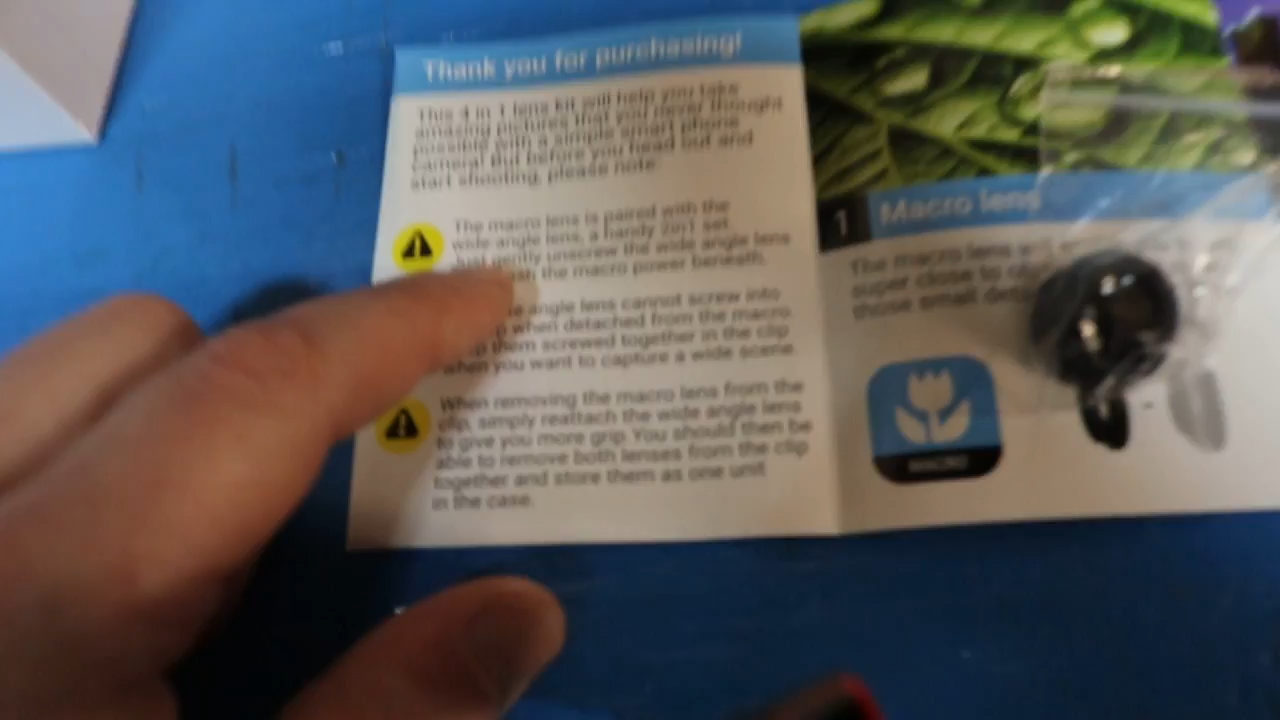 Thank you for purchasing!
This 4 in 1 lens kit will help you take
amazing pictures that you never thought
possible with a simple smart phone
camera! But before you head out and
start shooting, please note
The macro lens is paired with the
wide angle lens, a handy 2in1 set.
Just gently unscrew the wide angle lens
the macro power beneath.
angle lens cannot screw into
when detached from the macro.
them screwed together in the clip
when you want to capture a wide scene.
When removing the macro lens from the
clip, simply reattach the wide angle lens
to give you more grip. You should then be
able to remove both lenses from the clip
together and store them as one unit
in the case.
1 Macro lens
The macro lens
super close to
those small
MACRO